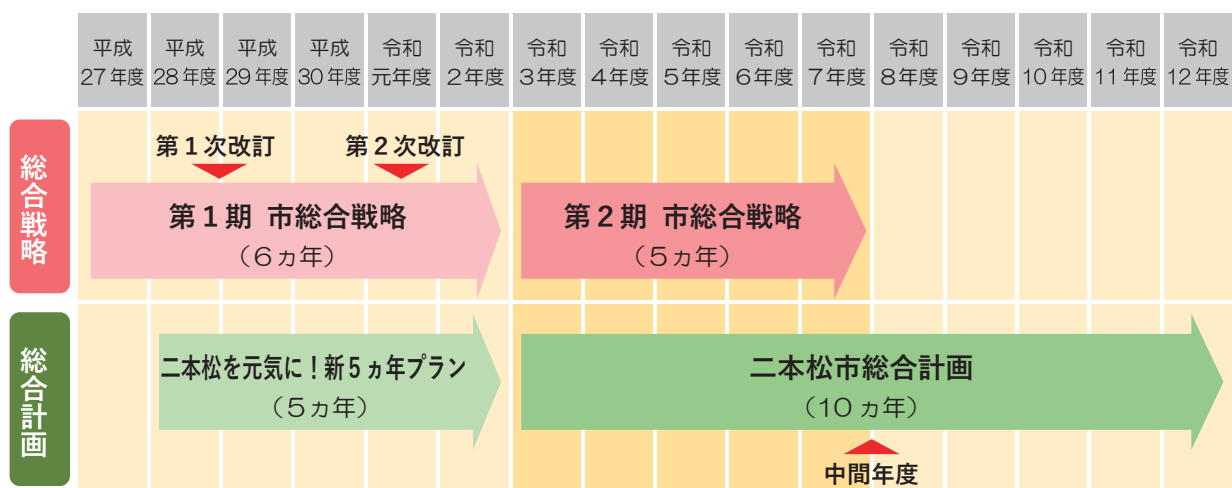 平成
27年度
平成
28年度
平成
29年度
平成
30年度
令和
元年度
令和
2年度
令和
3年度
令和
4年度
令和
5年度
令和
6年度
令和
7年度
令和
8年度
令和
9年度
令和
10年度
令和
11年度
令和
12年度
総合戦略
第1次改訂
第2次改訂
第1期 市総合戦略
（6ヵ年）
第2期 市総合戦略
（5ヵ年）
総合計画
二本松を元気に！新5ヵ年プラン
（5ヵ年）
二本松市総合計画
（10ヵ年）
中間年度